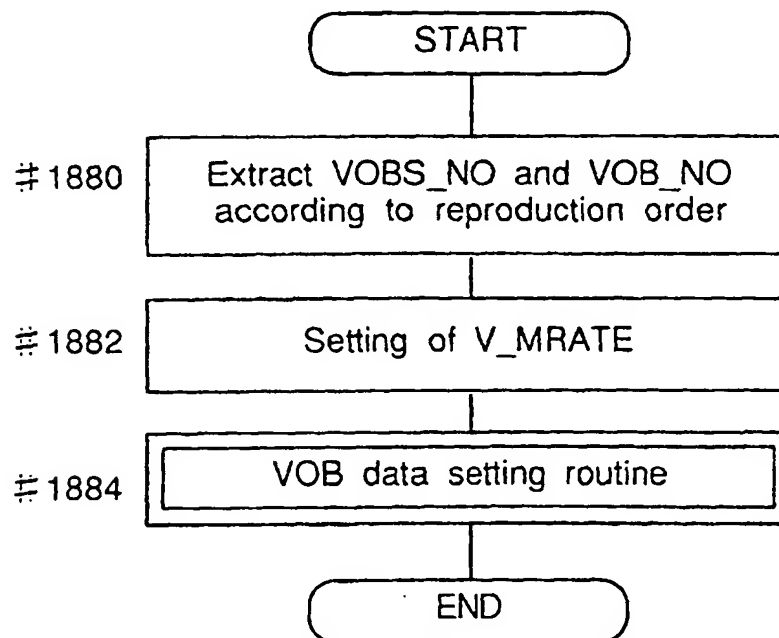 START
#1880
Extract VOBS_NO and VOB_NO
according to reproduction order
#1882
Setting of V_MRATE
#1884
VOB data setting routine
END